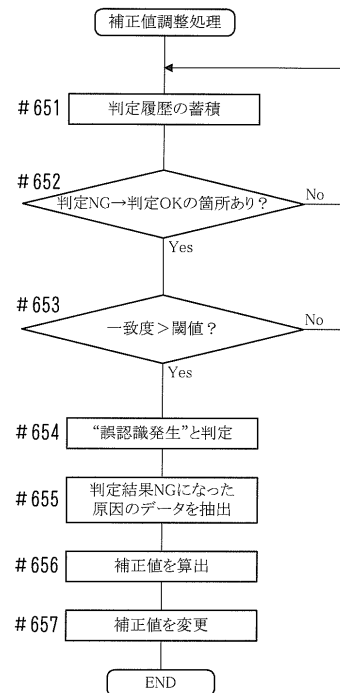 補正値調整処理
#651
判定履歴の蓄積
#652
判定NG→判定OKの箇所あり？
No
Yes
#653
一致度＞閾値？
No
Yes
#654
“誤認識発生”と判定
#655
判定結果NGになった
原因のデータを抽出
#656
補正値を算出
#657
補正値を変更
END